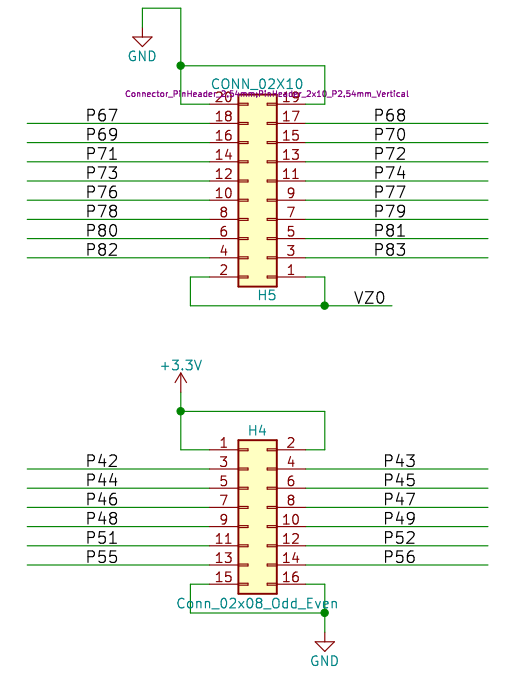 GND
CONN_02X10
Connector_PinHeader_2,54mm:PinHeader_2x10_P2,54mm_Vertical
20 19
P67 18 17 P68
P69 16 15 P70
P71 14 13 P72
P73 12 11 P74
P76 10 9 P77
P78 8 7 P79
P80 6 5 P81
P82 4 3 P83
2 1
H5
VZ0
+3.3V
H4
1 2
P42 3 4 P43
P44 5 6 P45
P46 7 8 P47
P48 9 10 P49
P51 11 12 P52
P55 13 14 P56
15 16
Conn_02x08_Odd_Even
GND